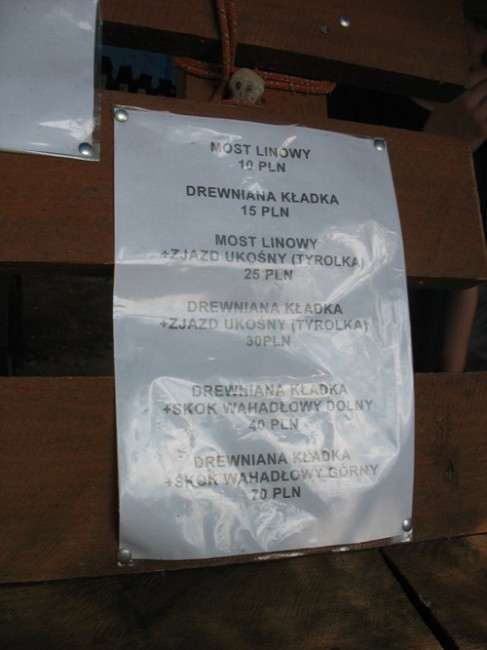 MOST LINOWY
10 PLN
DREWNIANA KŁADKA
15 PLN
MOST LINOWY
+ZJAZD UKOŚNY (TYROLKA)
25 PLN
DREWNIANA KŁADKA
+ZJAZD UKOŚNY (TYROLKA)
30PLN
DREWNIANA KŁADKA
+SKOK WAHADŁOWY DOLNY
40 PLN
DREWNIANA KŁADKA
+SKOK WAHADŁOWY GÓRNY
70 PLN